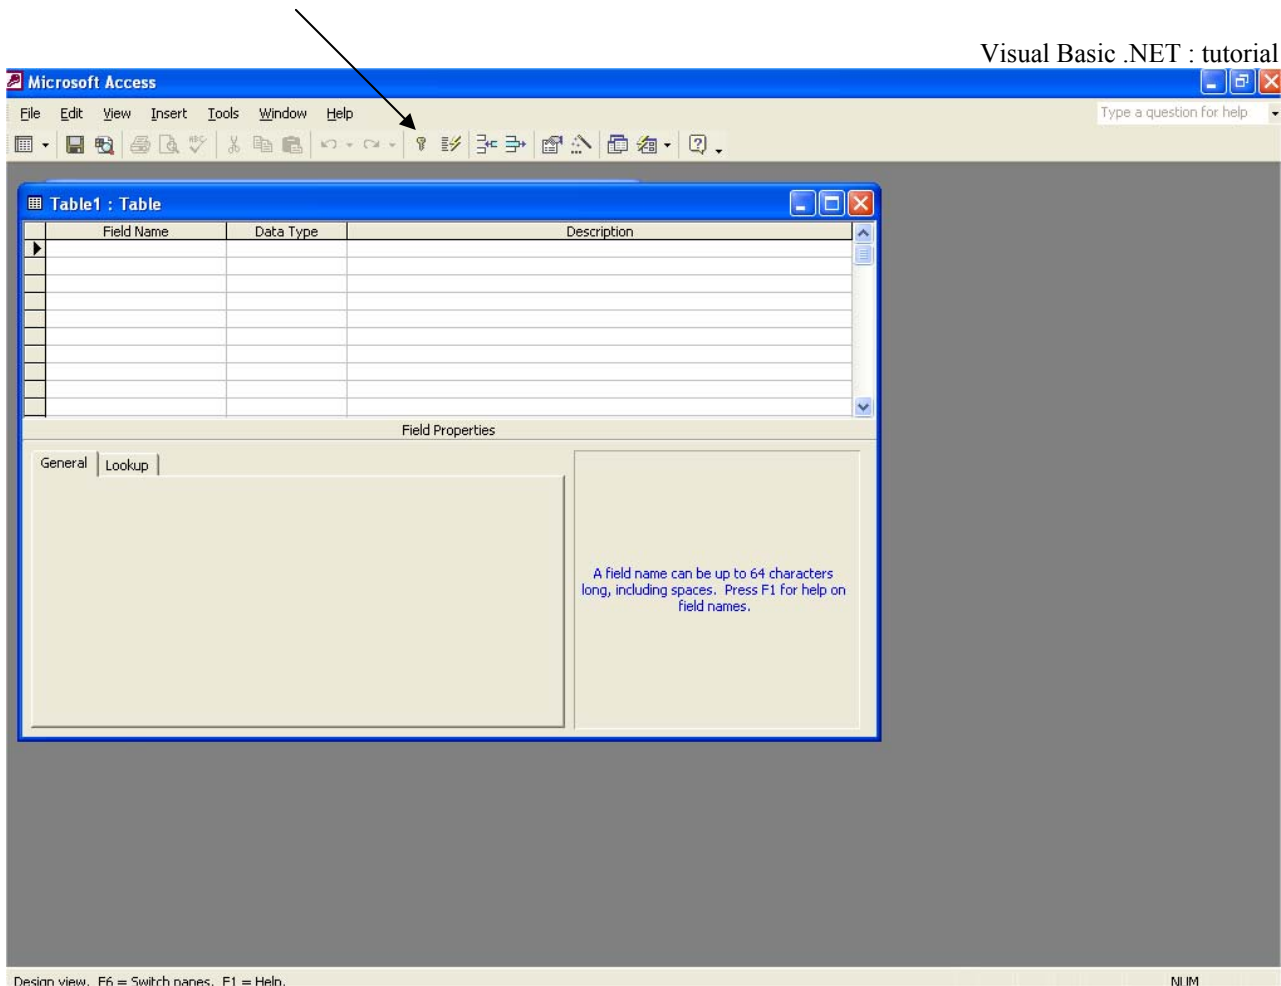 Visual Basic .NET : tutorial
Microsoft Access
File Edit View Insert Tools Window Help Type a question for help
ABC
Table1 : Table
Field Name Data Type Description
Field Properties
General Lookup
A field name can be up to 64 characters
long, including spaces. Press F1 for help on
field names.
Design view. F6 = Switch panes. F1 = Help. NUM